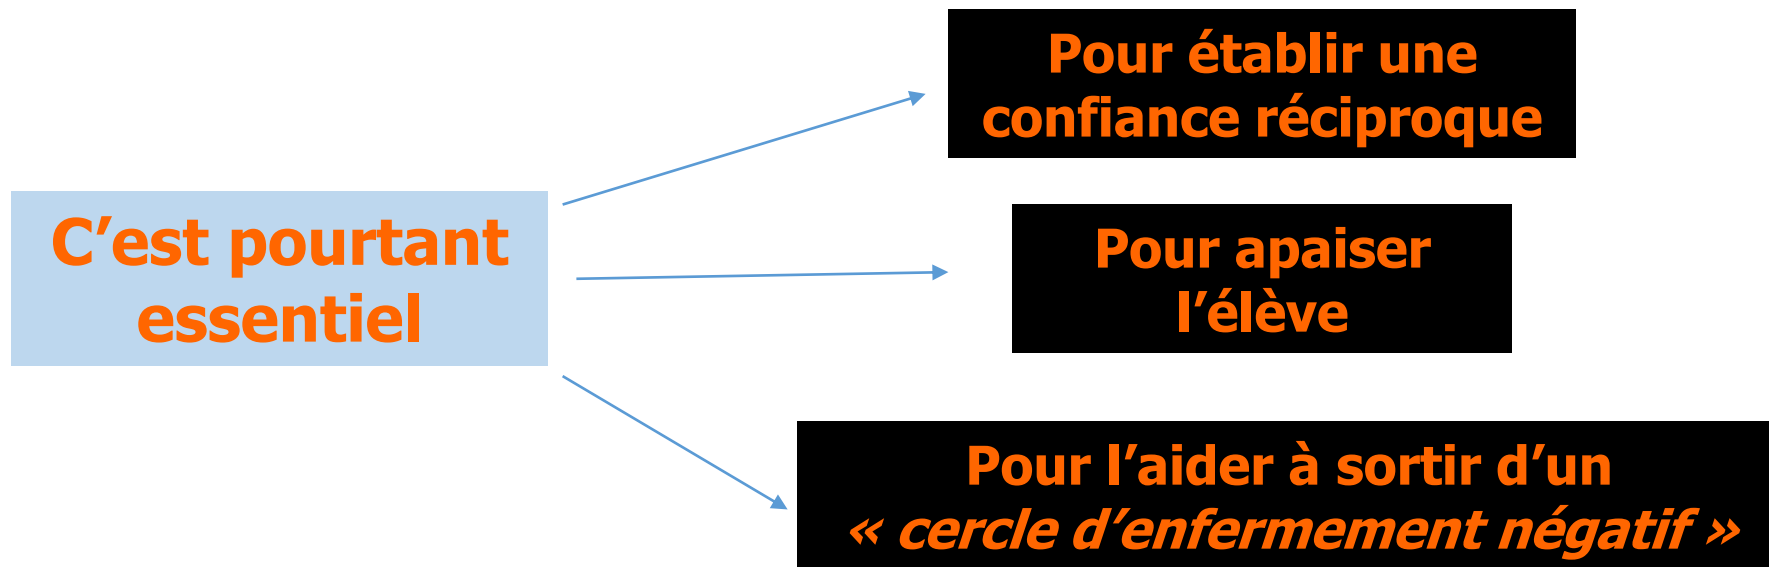 C’est pourtant
essentiel
Pour établir une
confiance réciproque
Pour apaiser
l’élève
Pour l’aider à sortir d’un
« cercle d’enfermement négatif »